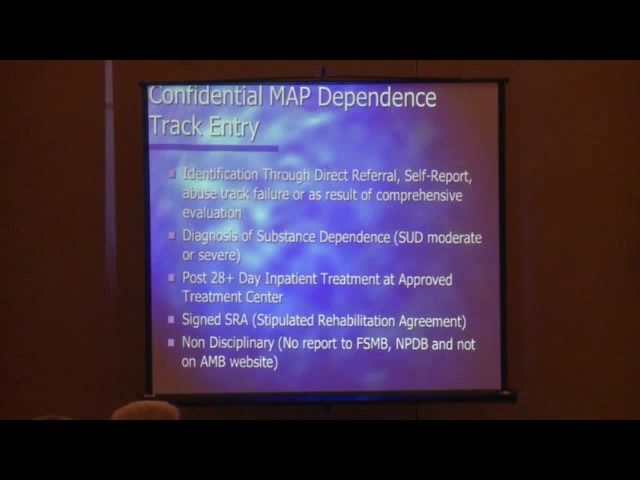 Confidential MAP Dependence
Track Entry
Identification Through Direct Referral, Self-Report,
abuse track failure or as result of comprehensive
evaluation
Diagnosis of Substance Dependence (SUD moderate
or severe)
Post 28+ Day Inpatient Treatment at Approved
Treatment Center
Signed SRA (Stipulated Rehabilitation Agreement)
Non Disciplinary (No report to FSMB, NPDB and not
on AMB website)